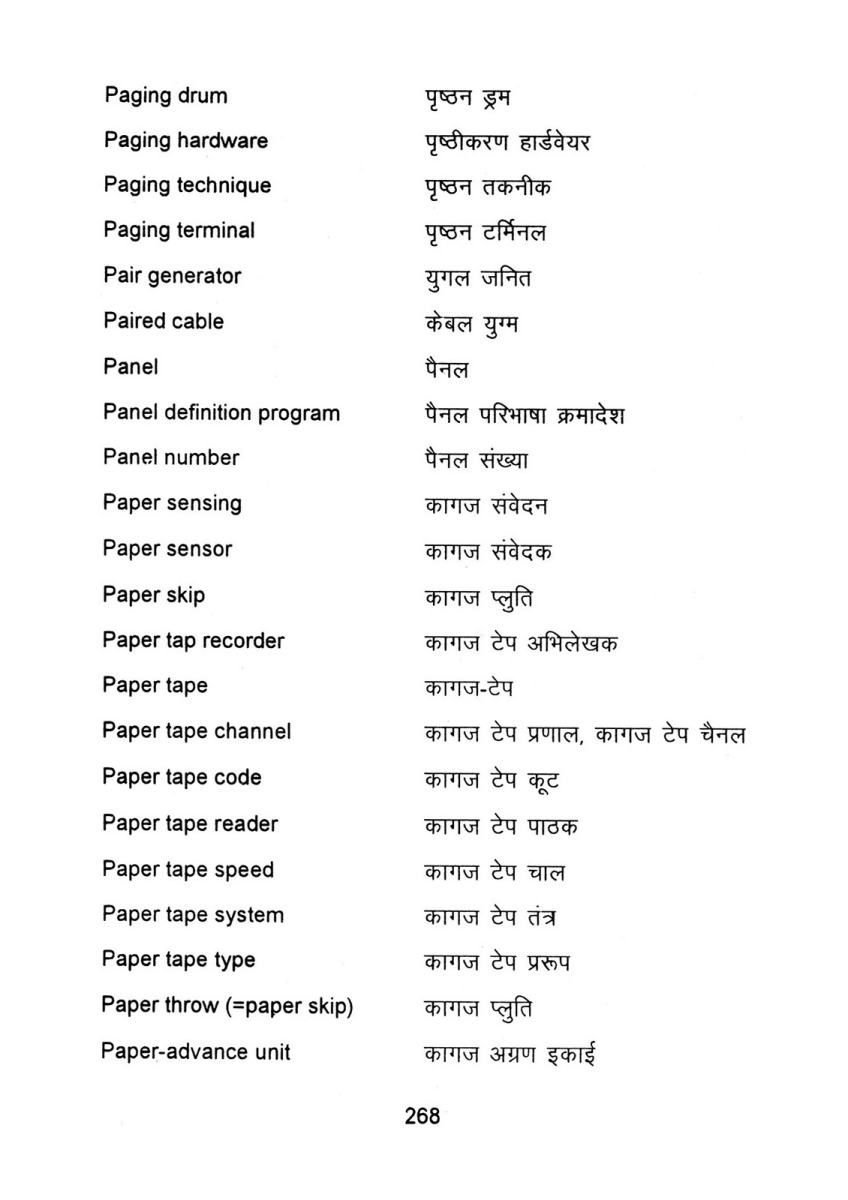 Paging drum पृष्ठन ड्रम
Paging hardware पृष्ठीकरण हार्डवेयर
Paging technique पृष्ठन तकनीक
Paging terminal पृष्ठन टर्मिनल
Pair generator युगल जनित
Paired cable केबल युग्म
Panel पैनल
Panel definition program पैनल परिभाषा क्रमादेश
Panel number पैनल संख्या
Paper sensing कागज संवेदन
Paper sensor कागज संवेदक
Paper skip कागज प्लुति
Paper tap recorder कागज टेप अभिलेखक
Paper tape कागज-टेप
Paper tape channel कागज टेप प्रणाल, कागज टेप चैनल
Paper tape code कागज टेप कूट
Paper tape reader कागज टेप पाठक
Paper tape speed कागज टेप चाल
Paper tape system कागज टेप तंत्र
Paper tape type कागज टेप प्ररूप
Paper throw (=paper skip) कागज प्लुति
Paper-advance unit कागज अग्रण इकाई
268